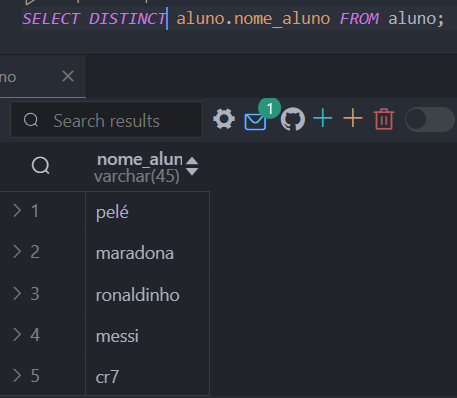 SELECT DISTINCT aluno.nome_aluno FROM aluno;
no
Search results
1
nome_alun
varchar(45)
1 pelé
2 maradona
3 ronaldinho
4 messi
5 cr7